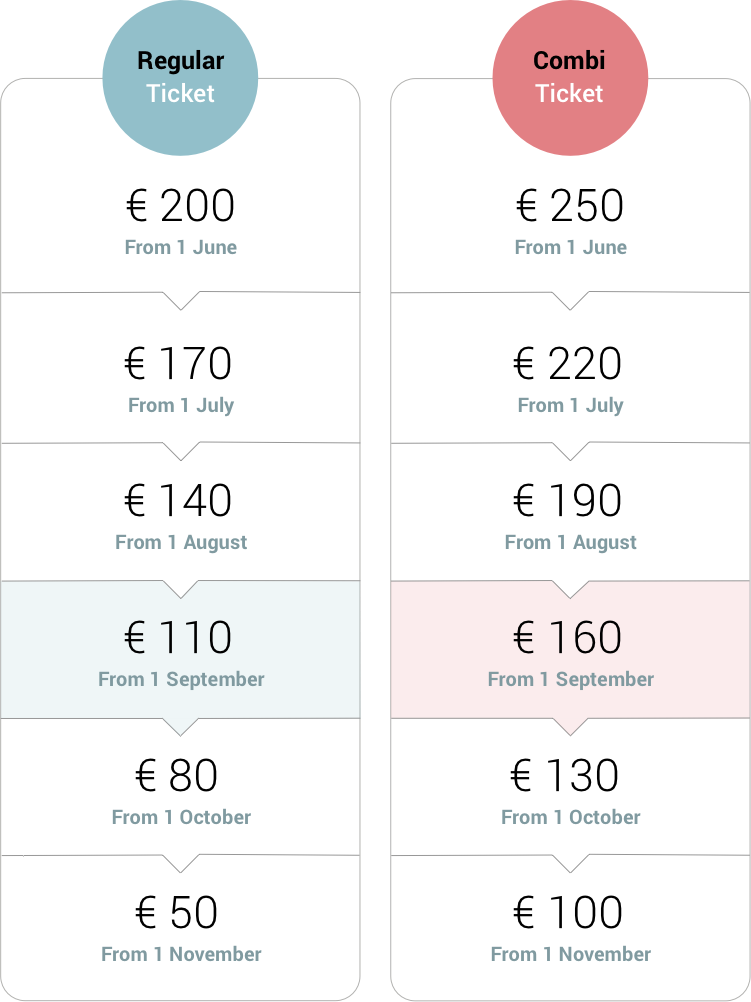 Regular
Ticket
€ 200
From 1 June
€ 170
From 1 July
€ 140
From 1 August
€ 110
From 1 September
€ 80
From 1 October
€ 50
From 1 November
Combi
Ticket
€ 250
From 1 June
€ 220
From 1 July
€ 190
From 1 August
€ 160
From 1 September
€ 130
From 1 October
€ 100
From 1 November